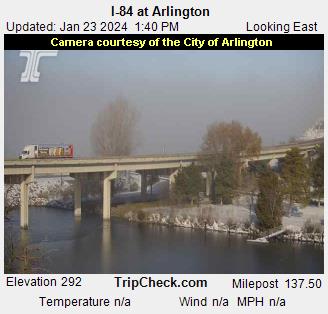 I-84 at Arlington
Updated: Jan 23 2024 1:40 PM Looking East
Camera courtesy of the City of Arlington
Elevation 292 TripCheck.com Milepost 137.50
Temperature n/a Wind n/a MPH n/a